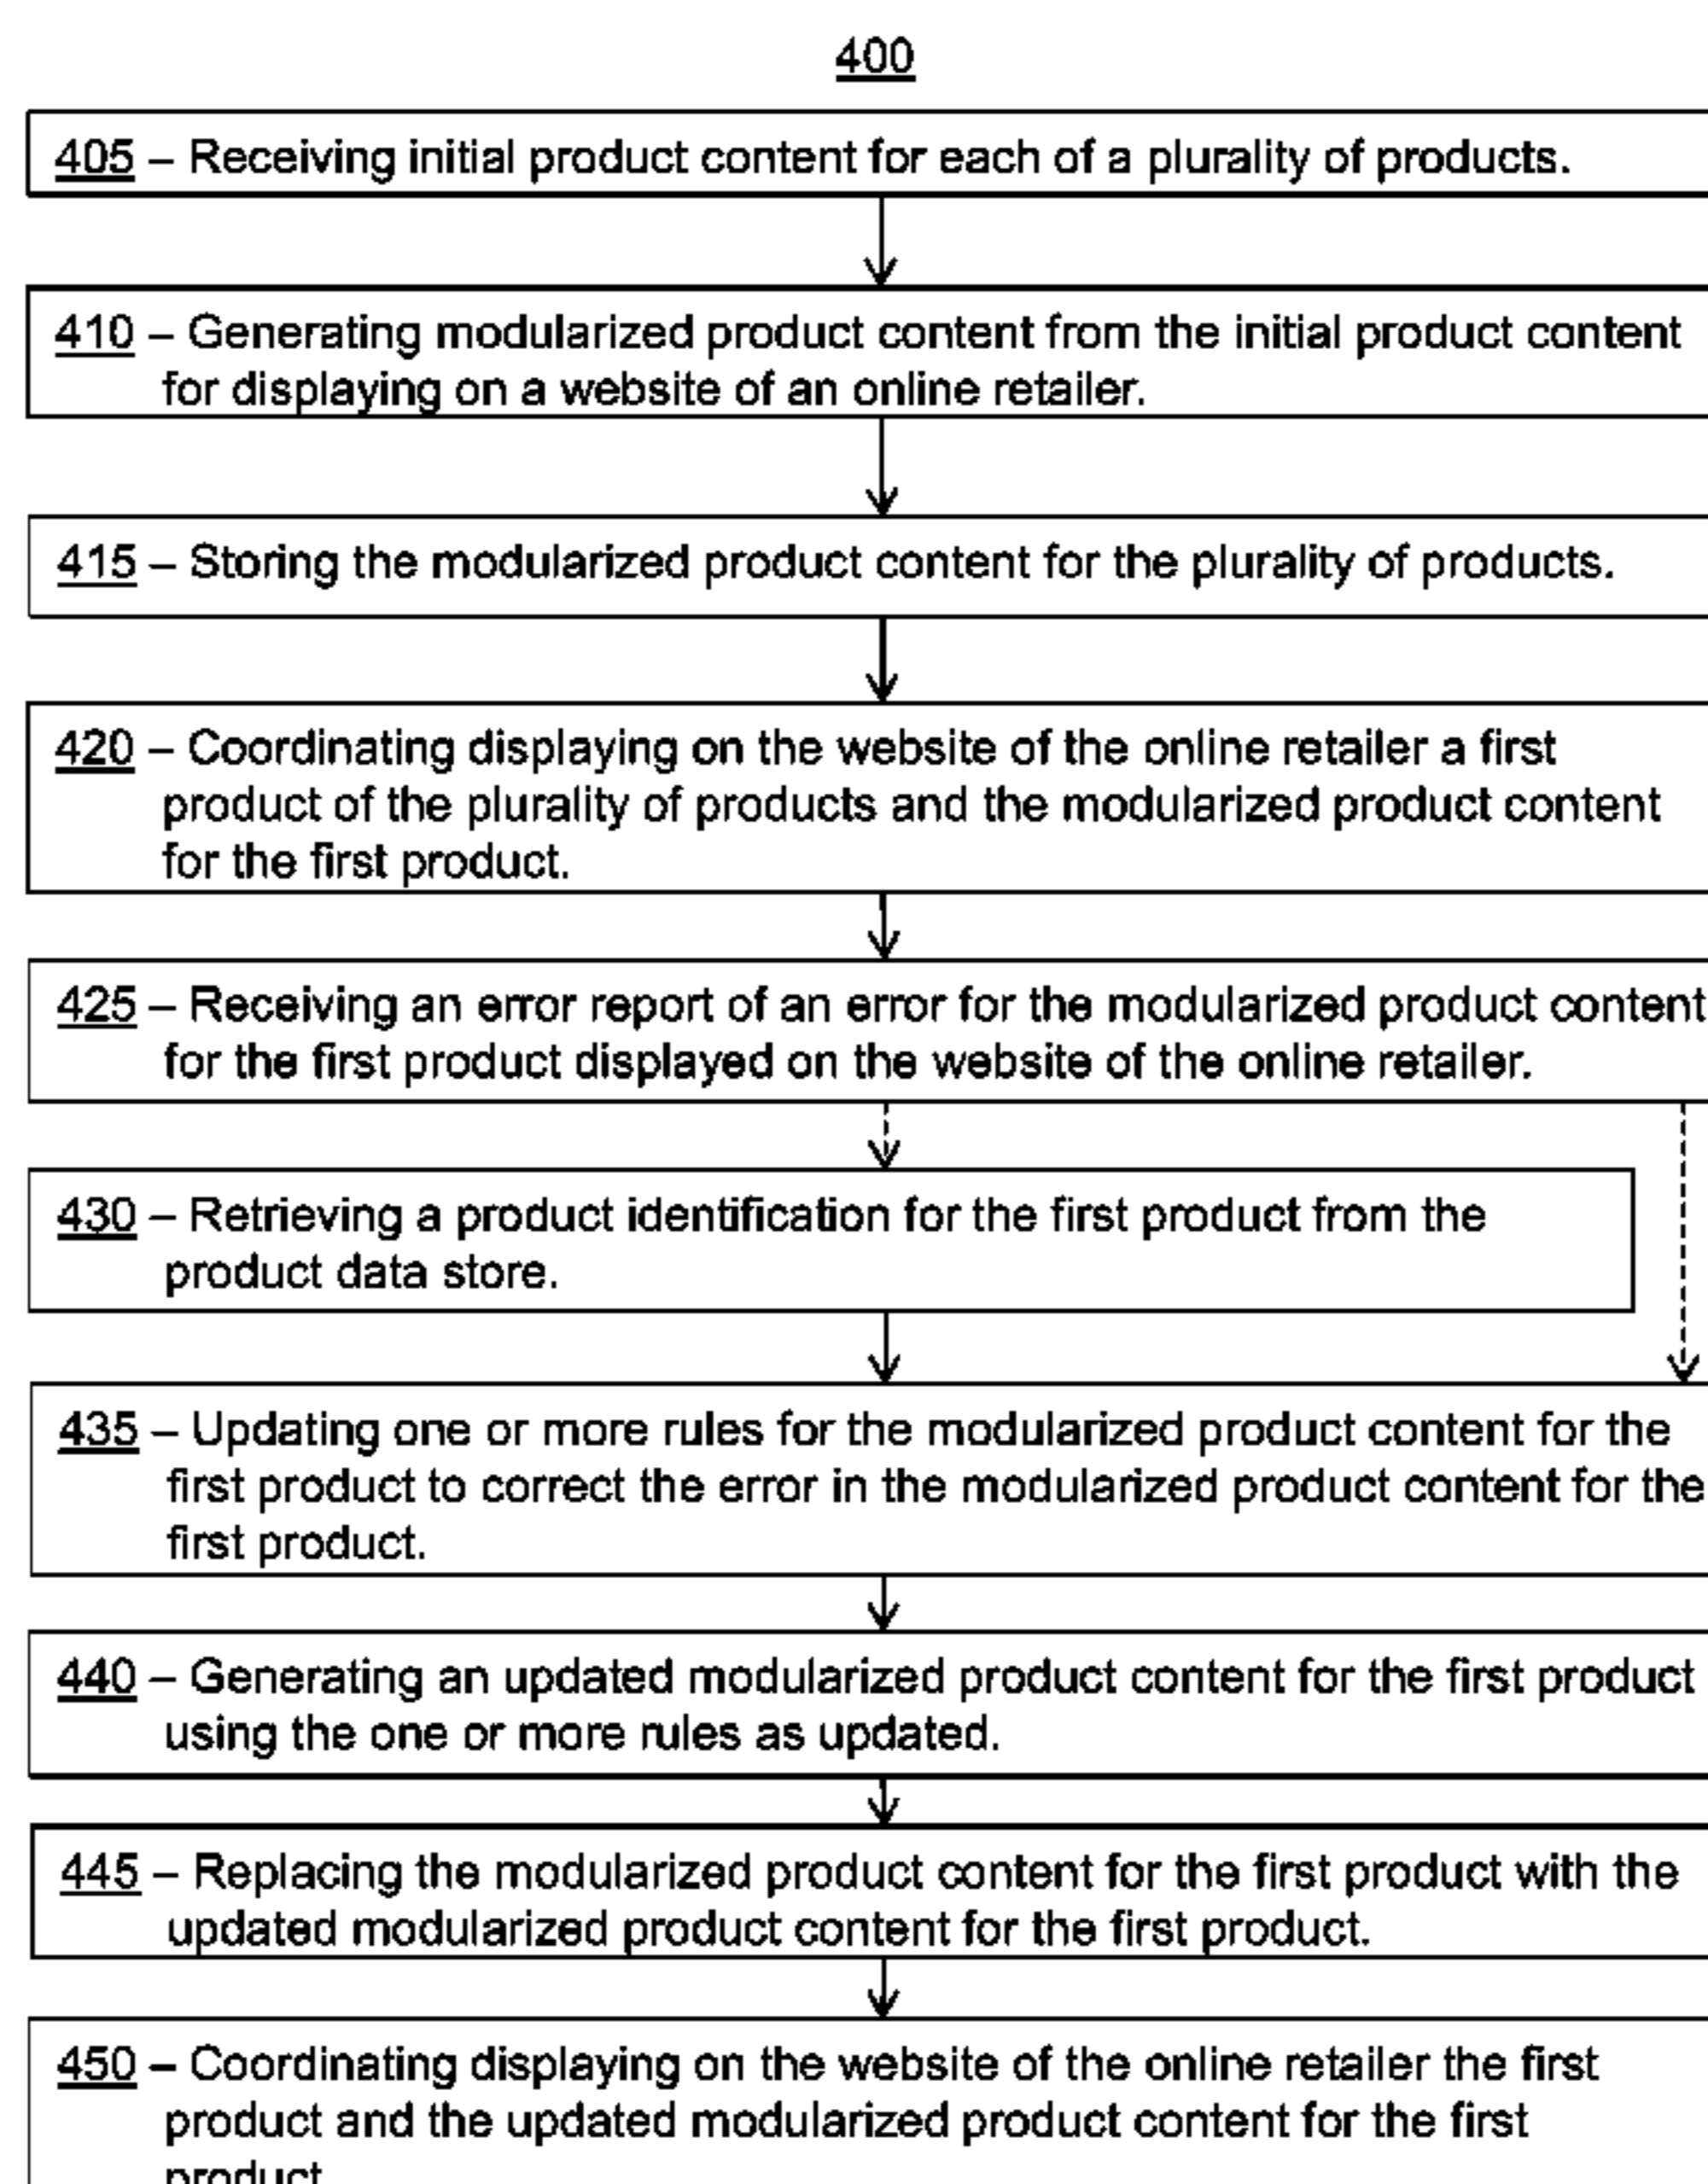 400
405 – Receiving initial product content for each of a plurality of products.
410 – Generating modularized product content from the initial product content
for displaying on a website of an online retailer.
415 – Storing the modularized product content for the plurality of products.
420 – Coordinating displaying on the website of the online retailer a first
product of the plurality of products and the modularized product content
for the first product.
425 – Receiving an error report of an error for the modularized product content
for the first product displayed on the website of the online retailer.
430 – Retrieving a product identification for the first product from the
product data store.
435 – Updating one or more rules for the modularized product content for the
first product to correct the error in the modularized product content for the
first product.
440 – Generating an updated modularized product content for the first product
using the one or more rules as updated.
445 – Replacing the modularized product content for the first product with the
updated modularized product content for the first product.
450 – Coordinating displaying on the website of the online retailer the first
product and the updated modularized product content for the first
product